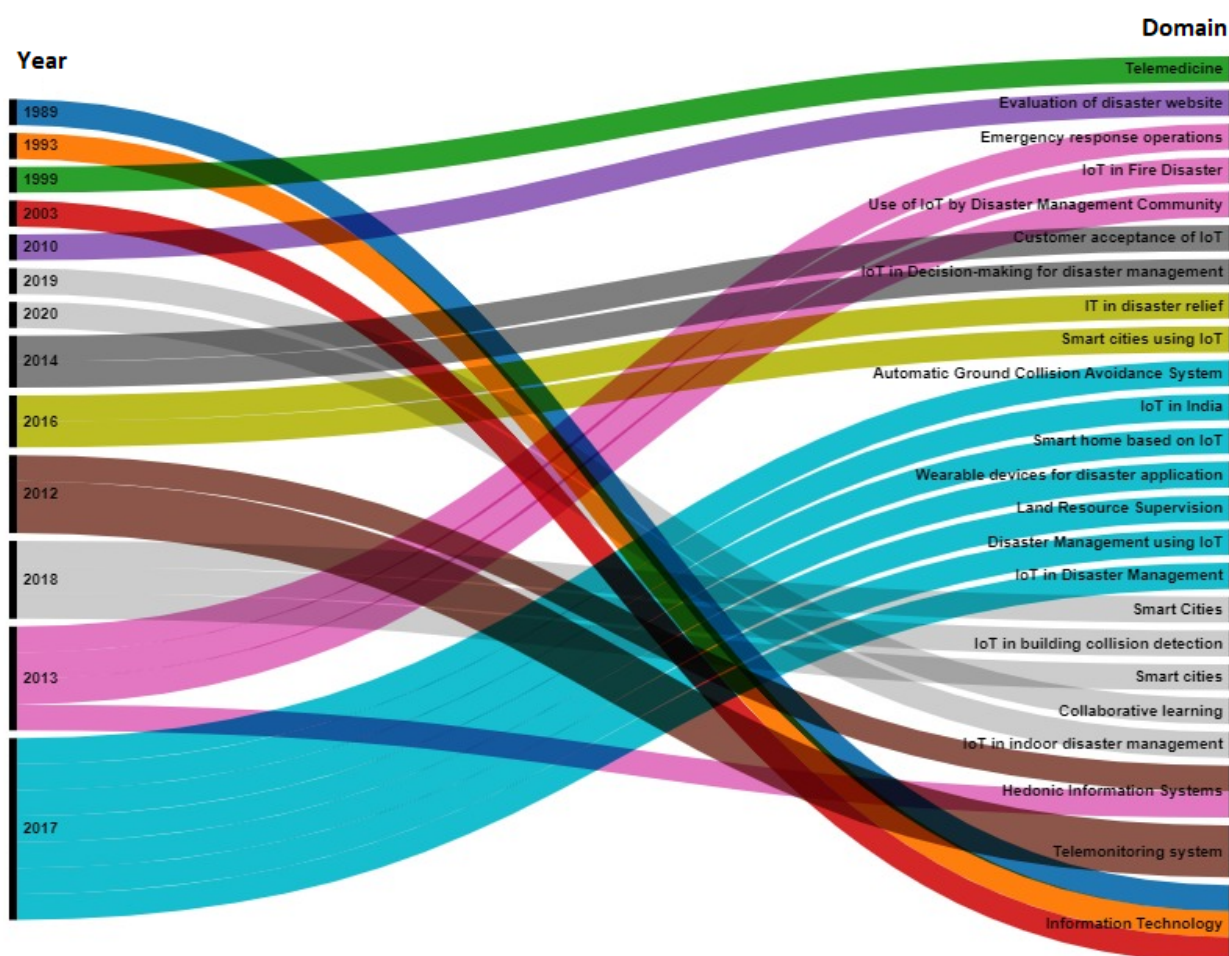 Year
1989
1993
1999
2003
2010
2019
2020
2014
2016
2012
2018
2013
2017
Domain
Telemedicine
Evaluation of disaster website
Emergency response operations
IoT in Fire Disaster
Use of IoT by Disaster Management Community
Customer acceptance of IoT
IoT in Decision-making for disaster management
IT in disaster relief
Smart cities using IoT
Automatic Ground Collision Avoidance System
IoT in India
Smart home based on IoT
Wearable devices for disaster application
Land Resource Supervision
Disaster Management using IoT
IoT in Disaster Management
Smart Cities
IoT in building collision detection
Smart cities
Collaborative learning
IoT in indoor disaster management
Hedonic Information Systems
Telemonitoring system
Information Technology